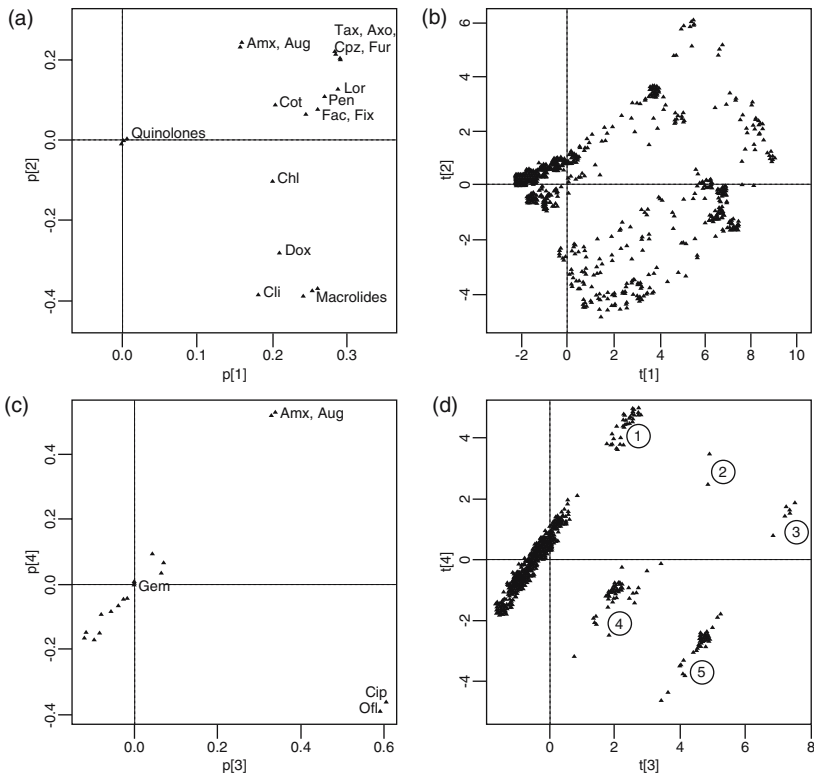 (a)
0.2
0.0
-0.2
-0.4
p[2]
Amx, Aug
Tax, Axo,
Cpz, Fur
Lor
Pen
Cot
Fac, Fix
Quinolones
Chl
Dox
Cli
Macrolides
0.0 0.1 0.2 0.3
p[1]
(b)
6
4
2
0
-2
-4
t[2]
-2 0 2 4 6 8 10
t[1]
(c)
0.4
0.2
0.0
-0.2
-0.4
p[4]
Amx, Aug
Gem
Cip
Ofl
0.0 0.2 0.4 0.6
p[3]
(d)
4
2
0
-2
-4
t[4]
1
2
3
4
5
0 2 4 6 8
t[3]